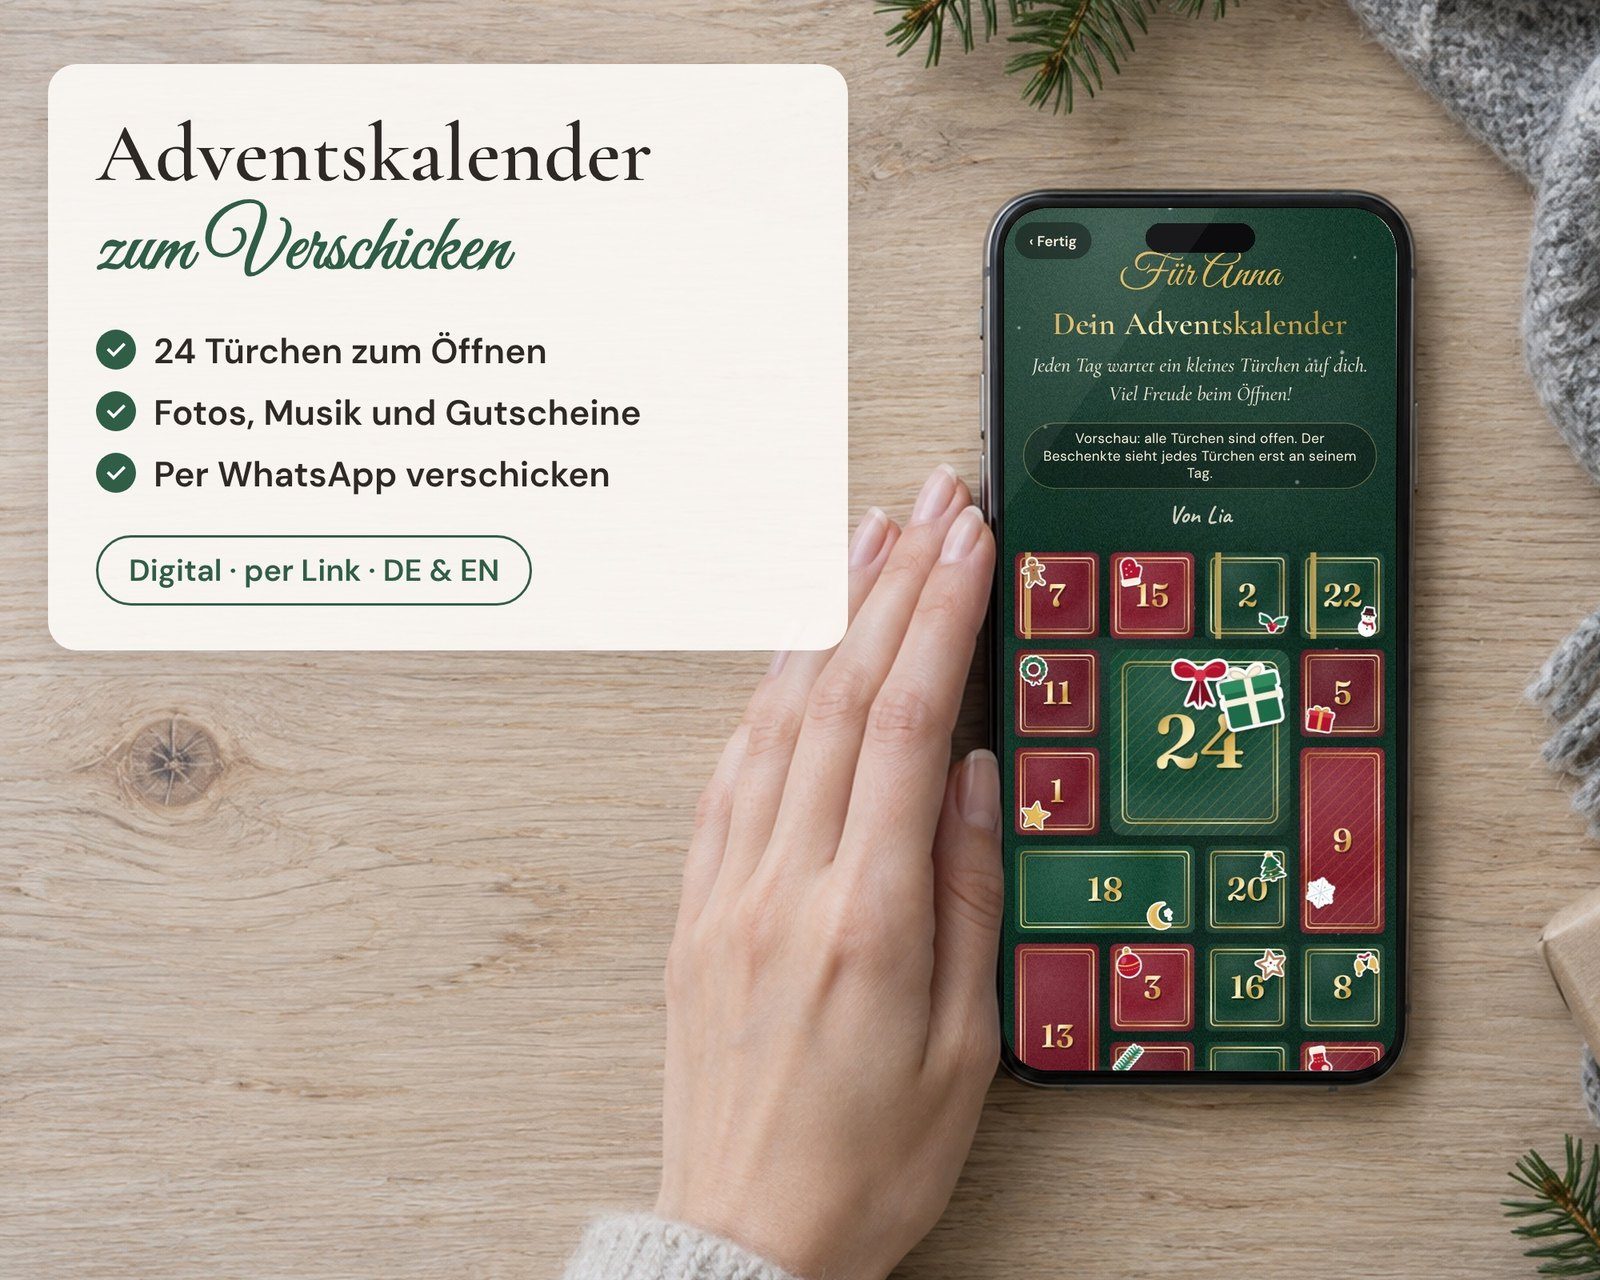 Adventskalender
zum Verschicken
24 Türchen zum Öffnen
Fotos, Musik und Gutscheine
Per WhatsApp verschicken
Digital · per Link · DE & EN
‹ Fertig
Für Anna
Dein Adventskalender
Jeden Tag wartet ein kleines Türchen auf dich.
Viel Freude beim Öffnen!
Vorschau: alle Türchen sind offen. Der
Beschenkte sieht jedes Türchen erst an seinem
Tag.
Von Lia
7 15 2 22
11 24 5
1 9
18 20
13 3 16 8